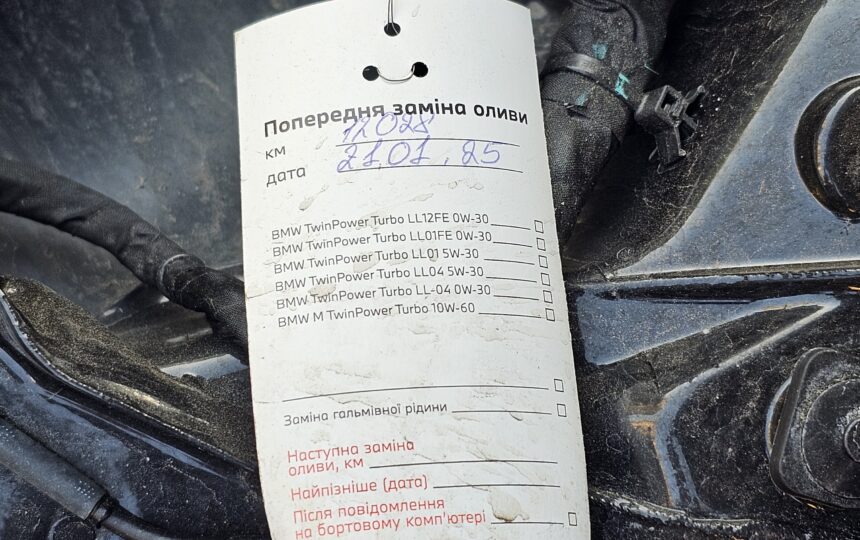 Попередня заміна оливи
км 12028
дата 21.01.25
BMW TwinPower Turbo LL12FE 0W-30
BMW TwinPower Turbo LL01FE 0W-30
BMW TwinPower Turbo LL01 5W-30
BMW TwinPower Turbo LL04 5W-30
BMW TwinPower Turbo LL-04 0W-30
BMW M TwinPower Turbo 10W-60
Заміна гальмівної рідини
Наступна заміна
оливи, км
Найпізніше (дата)
Після повідомлення
на бортовому комп'ютері